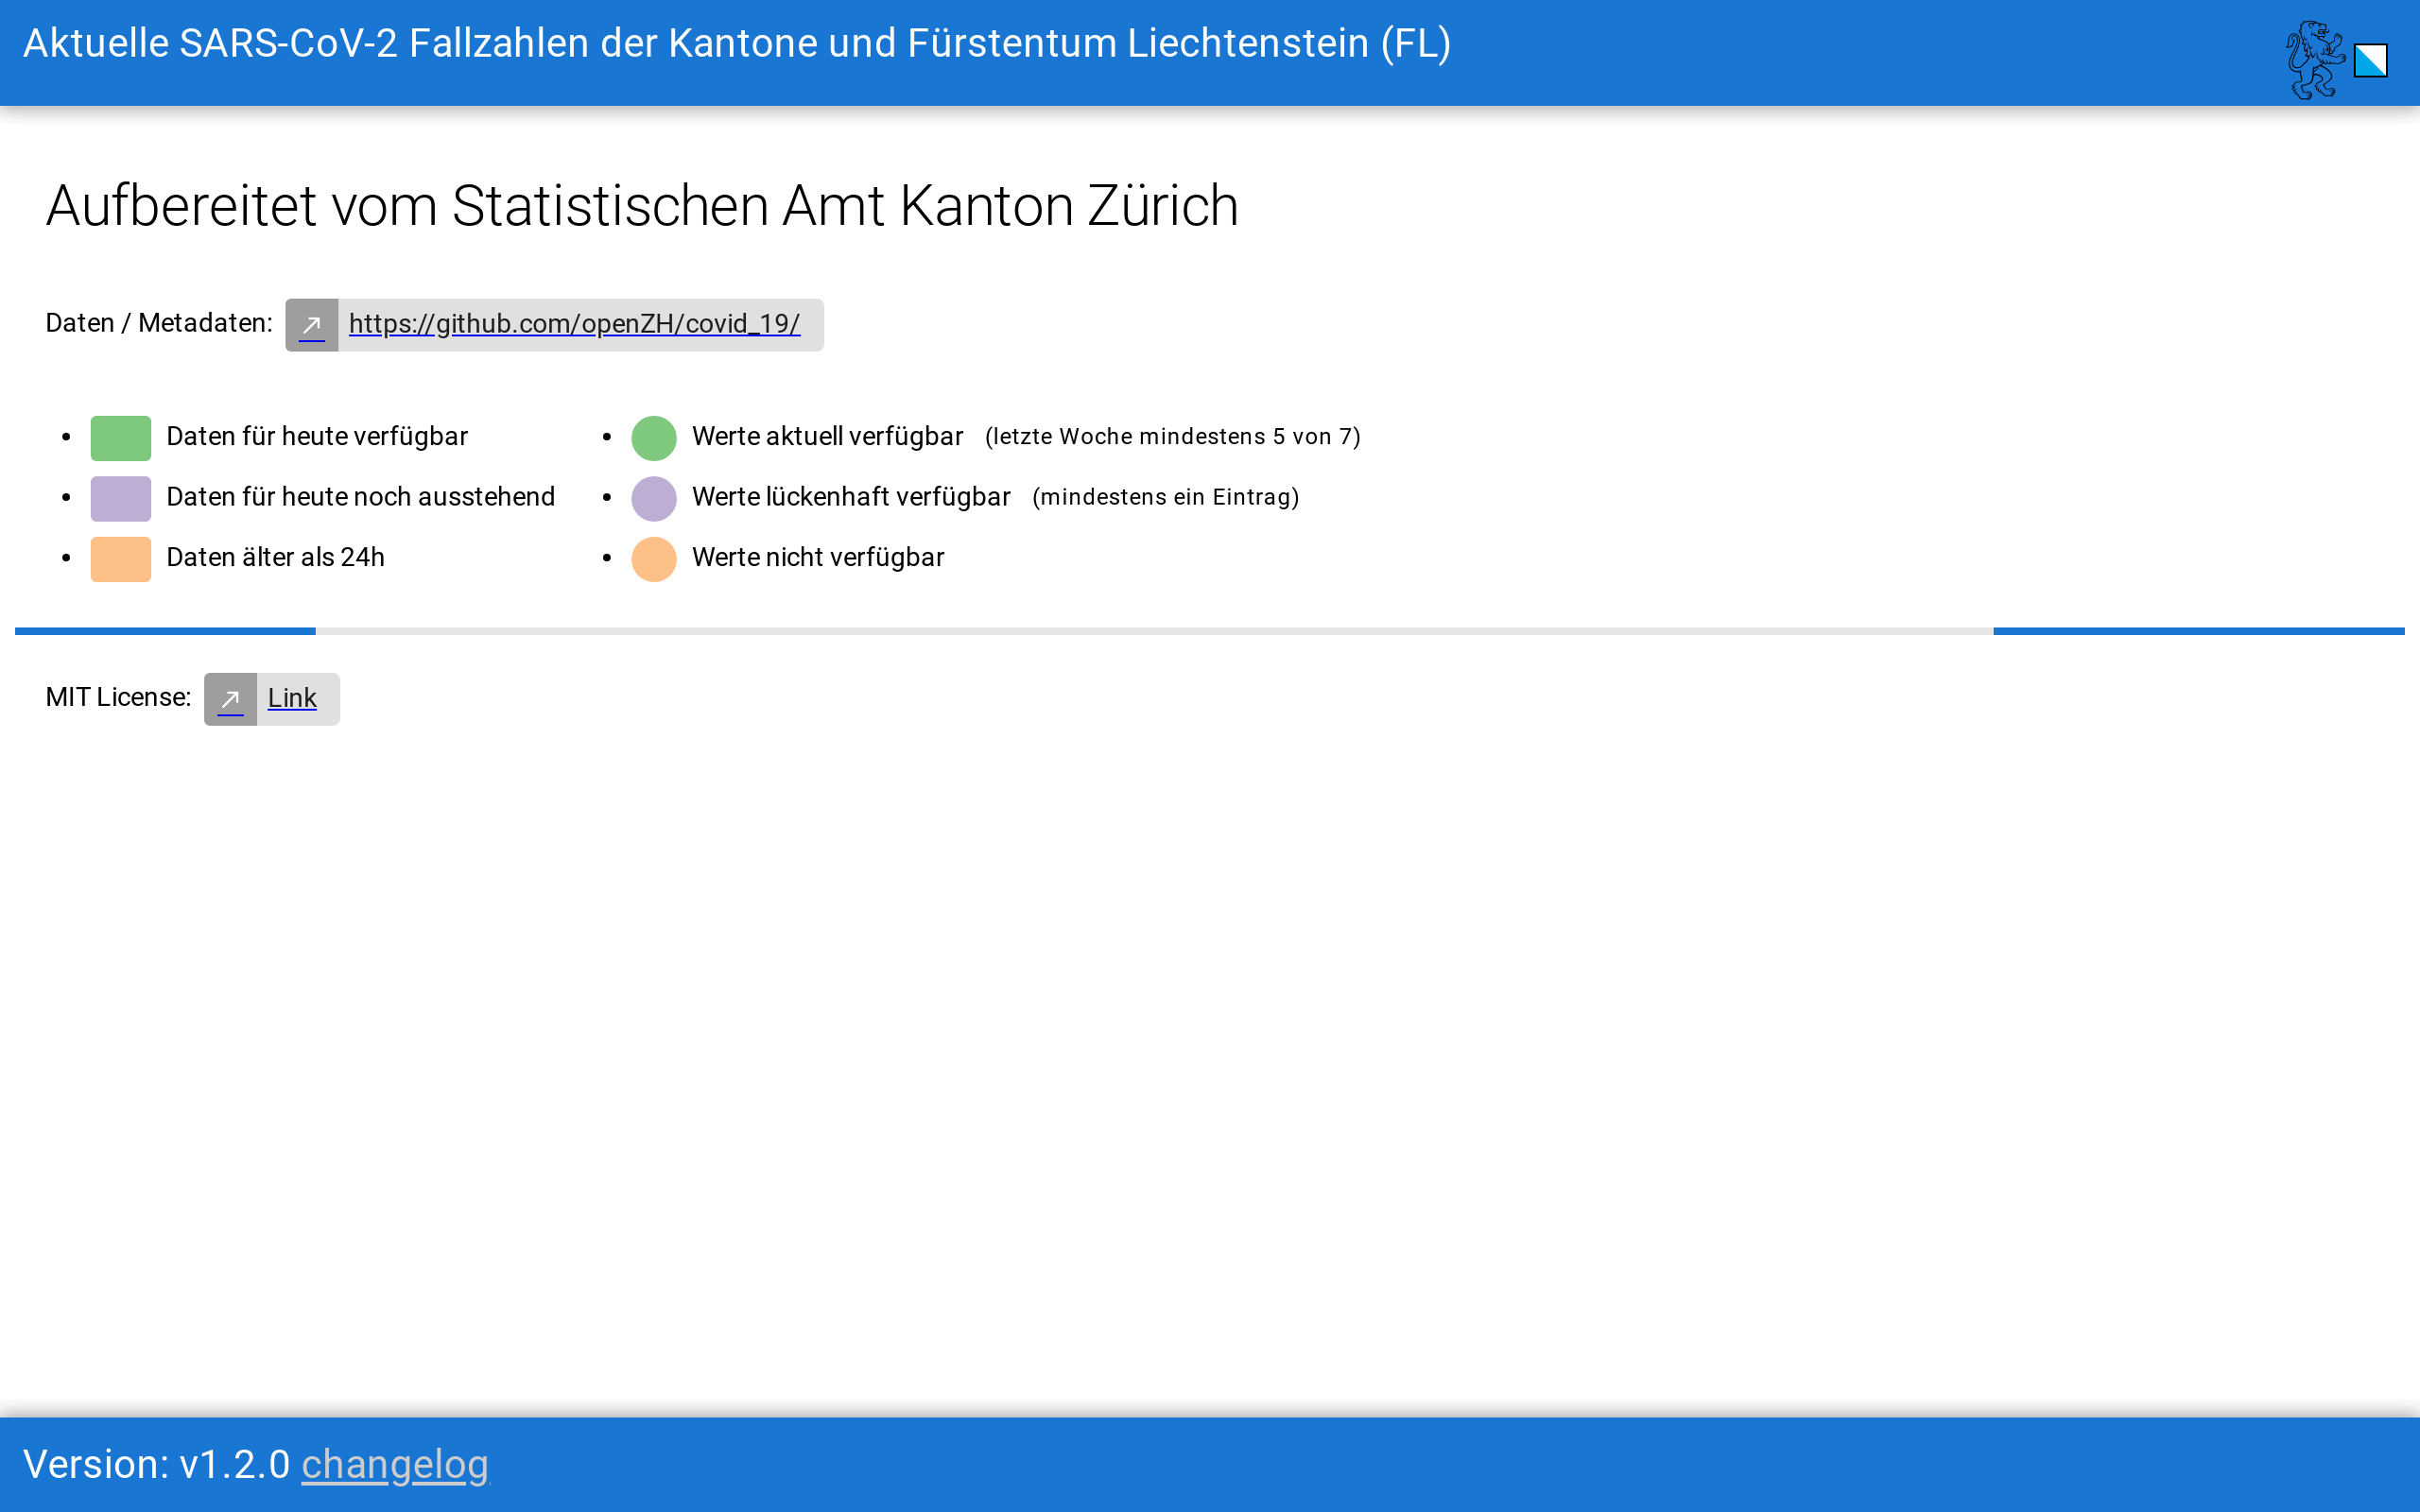 Aktuelle SARS-CoV-2 Fallzahlen der Kantone und Fürstentum Liechtenstein (FL)
Aufbereitet vom Statistischen Amt Kanton Zürich
Daten / Metadaten: https://github.com/openZH/covid_19/
Daten für heute verfügbar
Daten für heute noch ausstehend
Daten älter als 24h
Werte aktuell verfügbar (letzte Woche mindestens 5 von 7)
Werte lückenhaft verfügbar (mindestens ein Eintrag)
Werte nicht verfügbar
MIT License: Link
Version: v1.2.0 changelog